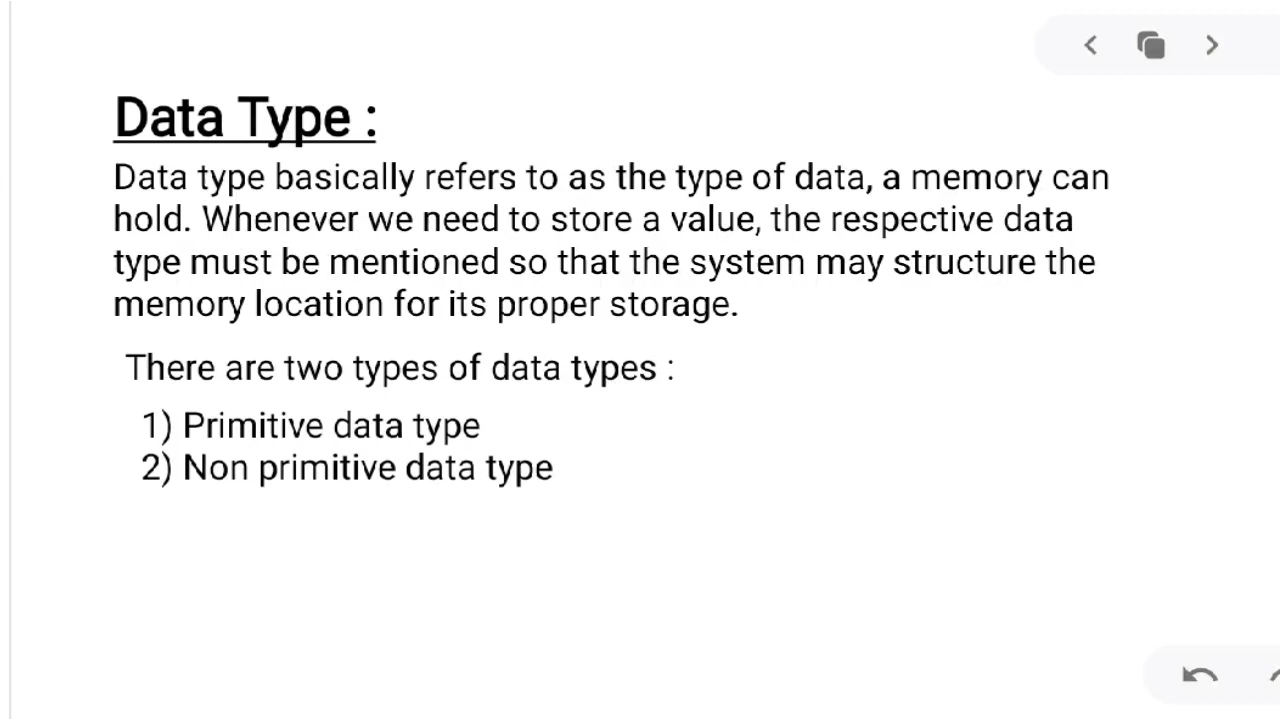 Data Type :
Data type basically refers to as the type of data, a memory can
hold. Whenever we need to store a value, the respective data
type must be mentioned so that the system may structure the
memory location for its proper storage.
There are two types of data types :
1) Primitive data type
2) Non primitive data type